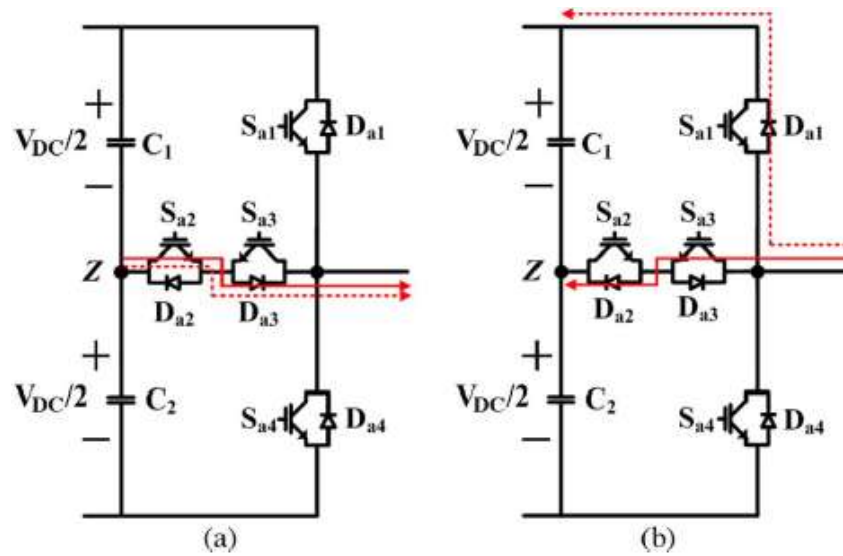 + V_DC/2 − C₁ S_a1 D_a1
S_a2 S_a3
Z
D_a2 D_a3
+ V_DC/2 − C₂ S_a4 D_a4
(a)
+ V_DC/2 − C₁ S_a1 D_a1
S_a2 S_a3
Z
D_a2 D_a3
+ V_DC/2 − C₂ S_a4 D_a4
(b)